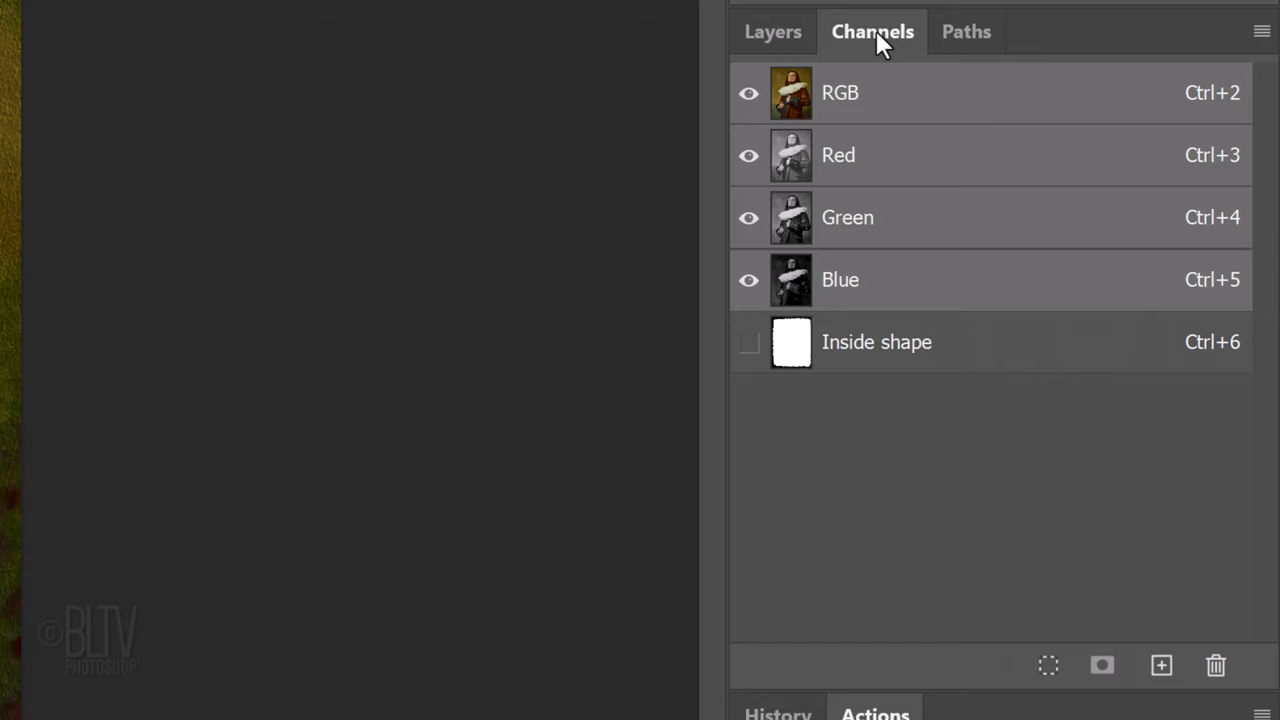 Layers Channels Paths
RGB Ctrl+2
Red Ctrl+3
Green Ctrl+4
Blue Ctrl+5
Inside shape Ctrl+6
©BLTV
PHOTOSHOP
History Actions